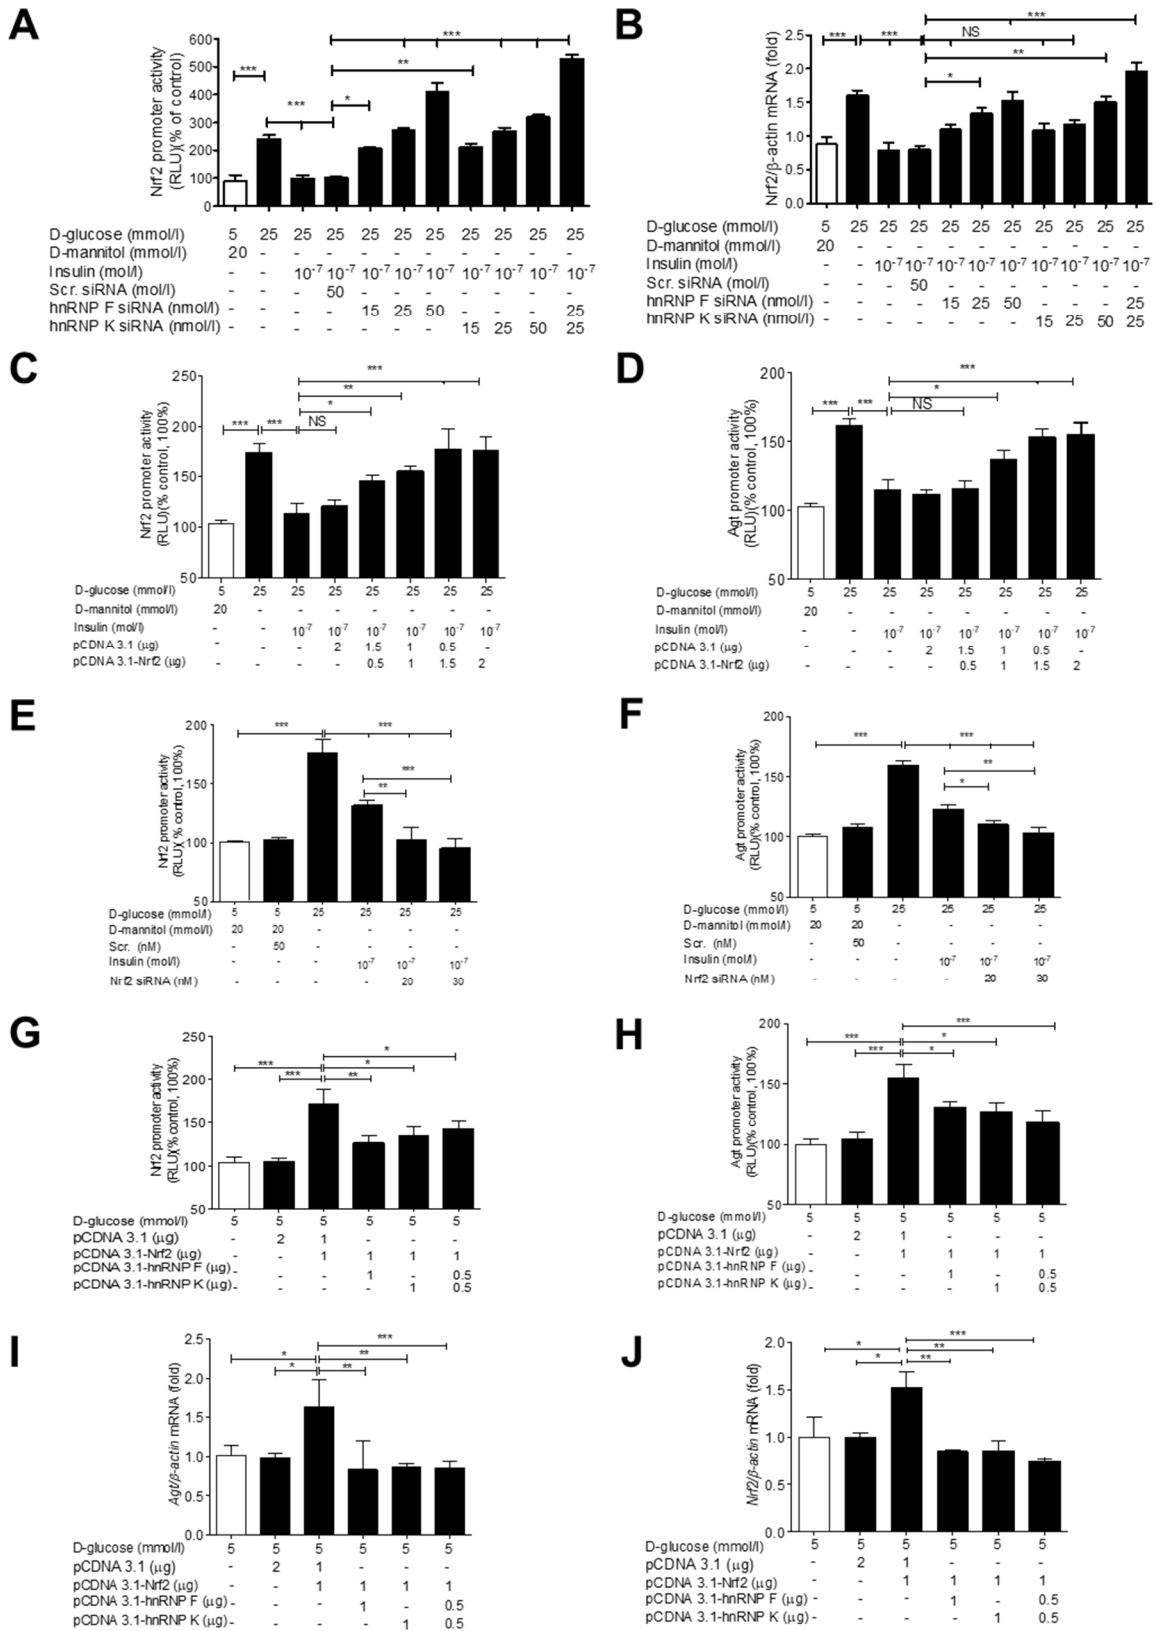 A
Nrf2 promoter activity
(RLU)(% of control)
600
500
400
300
200
100
0
***
***
*
**
***
D-glucose (mmol/l) 5 25 25 25 25 25 25 25 25 25 25
D-mannitol (mmol/l) 20 - - - - - - - - - -
Insulin (mol/l) - - 10-7 10-7 10-7 10-7 10-7 10-7 10-7 10-7 10-7
Scr. siRNA (mol/l) - - - 50 - - - - - - -
hnRNP F siRNA (nmol/l) - - - - 15 25 50 - - - 25
hnRNP K siRNA (nmol/l) - - - - - - - 15 25 50 25
B
Nrf2/β-actin mRNA (fold)
2.5
2.0
1.5
1.0
0.5
0.0
***
***
*
**
NS
***
D-glucose (mmol/l) 5 25 25 25 25 25 25 25 25 25 25
D-mannitol (mmol/l) 20 - - - - - - - - - -
Insulin (mol/l) - - 10-7 10-7 10-7 10-7 10-7 10-7 10-7 10-7 10-7
Scr. siRNA (mol/l) - - - 50 - - - - - - -
hnRNP F siRNA (nmol/l) - - - - 15 25 50 - - - 25
hnRNP K siRNA (nmol/l) - - - - - - - 15 25 50 25
C
Nrf2 promoter activity
(RLU)(% control, 100%)
250
200
150
100
50
***
***
NS
*
**
***
D-glucose (mmol/l) 5 25 25 25 25 25 25 25
D-mannitol (mmol/l) 20 - - - - - - -
Insulin (mol/l) - - 10-7 10-7 10-7 10-7 10-7 10-7
pCDNA 3.1 (µg) - - - 2 1.5 1 0.5 -
pCDNA 3.1-Nrf2 (µg) - - - - 0.5 1 1.5 2
D
Agt promoter activity
(RLU)(% control, 100%)
200
150
100
50
***
***
NS
*
***
D-glucose (mmol/l) 5 25 25 25 25 25 25 25
D-mannitol (mmol/l) 20 - - - - - - -
Insulin (mol/l) - - 10-7 10-7 10-7 10-7 10-7 10-7
pCDNA 3.1 (µg) - - - 2 1.5 1 0.5 -
pCDNA 3.1-Nrf2 (µg) - - - - 0.5 1 1.5 2
E
Nrf2 promoter activity
(RLU)(% control, 100%)
200
150
100
50
***
***
***
**
D-glucose (mmol/l) 5 5 25 25 25 25
D-mannitol (mmol/l) 20 20 - - - -
Scr. (nM) - 50 - - - -
Insulin (mol/l) - - - 10-7 10-7 10-7
Nrf2 siRNA (nM) - - - - 20 30
F
Agt promoter activity
(RLU)(% control, 100%)
200
150
100
50
***
***
**
*
D-glucose (mmol/l) 5 5 25 25 25 25
D-mannitol (mmol/l) 20 20 - - - -
Scr. (nM) - 50 - - - -
Insulin (mol/l) - - - 10-7 10-7 10-7
Nrf2 siRNA (nM) - - - - 20 30
G
Nrf2 promoter activity
(RLU)(% control, 100%)
250
200
150
100
50
***
***
**
*
*
D-glucose (mmol/l) 5 5 5 5 5 5
pCDNA 3.1 (µg) - 2 1 - - -
pCDNA 3.1-Nrf2 (µg) - - 1 1 1 1
pCDNA 3.1-hnRNP F (µg) - - - 1 - 0.5
pCDNA 3.1-hnRNP K (µg) - - - - 1 0.5
H
Agt promoter activity
(RLU)(% control, 100%)
200
150
100
50
***
***
*
*
***
D-glucose (mmol/l) 5 5 5 5 5 5
pCDNA 3.1 (µg) - 2 1 - - -
pCDNA 3.1-Nrf2 (µg) - - 1 1 1 1
pCDNA 3.1-hnRNP F (µg) - - - 1 - 0.5
pCDNA 3.1-hnRNP K (µg) - - - - 1 0.5
I
Agt/β-actin mRNA (fold)
2.5
2.0
1.5
1.0
0.5
0.0
*
*
**
**
***
D-glucose (mmol/l) 5 5 5 5 5 5
pCDNA 3.1 (µg) - 2 1 - - -
pCDNA 3.1-Nrf2 (µg) - - 1 1 1 1
pCDNA 3.1-hnRNP F (µg) - - - 1 - 0.5
pCDNA 3.1-hnRNP K (µg) - - - - 1 0.5
J
Nrf2/β-actin mRNA (fold)
2.0
1.5
1.0
0.5
0.0
*
*
**
**
***
D-glucose (mmol/l) 5 5 5 5 5 5
pCDNA 3.1 (µg) - 2 1 - - -
pCDNA 3.1-Nrf2 (µg) - - 1 1 1 1
pCDNA 3.1-hnRNP F (µg) - - - 1 - 0.5
pCDNA 3.1-hnRNP K (µg) - - - - 1 0.5